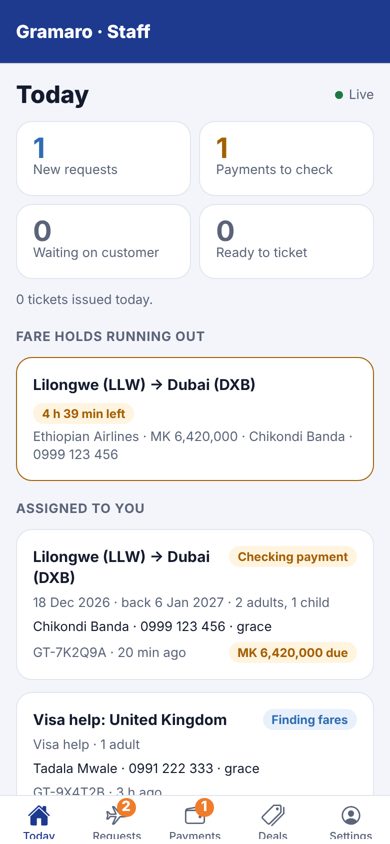 Gramaro · Staff
Today
Live
1
New requests
1
Payments to check
0
Waiting on customer
0
Ready to ticket
0 tickets issued today.
FARE HOLDS RUNNING OUT
Lilongwe (LLW) → Dubai (DXB)
4 h 39 min left
Ethiopian Airlines · MK 6,420,000 · Chikondi Banda ·
0999 123 456
ASSIGNED TO YOU
Lilongwe (LLW) → Dubai
(DXB)
Checking payment
18 Dec 2026 · back 6 Jan 2027 · 2 adults, 1 child
Chikondi Banda · 0999 123 456 · grace
GT-7K2Q9A · 20 min ago
MK 6,420,000 due
Visa help: United Kingdom
Finding fares
Visa help · 1 adult
Tadala Mwale · 0991 222 333 · grace
GT-9X4T2B · 3 h ago
2
1
Today
Requests
Payments
Deals
Settings